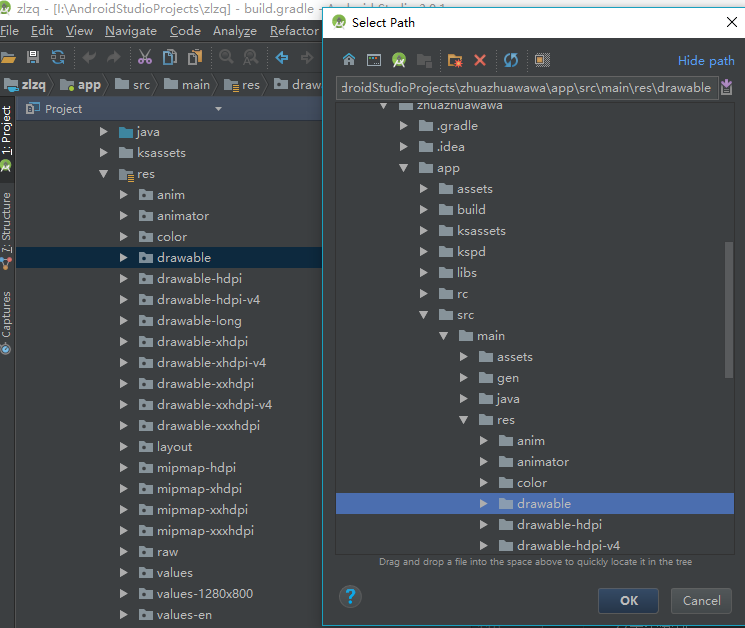 zlzq - [I:\AndroidStudioProjects\zlzq] - build.gradle -
File Edit View Navigate Code Analyze Refactor
zlzq app src main res draw
1: Project
7: Structure
Captures
Project
java
ksassets
res
anim
animator
color
drawable
drawable-hdpi
drawable-hdpi-v4
drawable-long
drawable-xhdpi
drawable-xhdpi-v4
drawable-xxhdpi
drawable-xxhdpi-v4
drawable-xxxhdpi
layout
mipmap-hdpi
mipmap-xhdpi
mipmap-xxhdpi
mipmap-xxxhdpi
raw
values
values-1280x800
values-en
Select Path
Hide path
droidStudioProjects\zhuazhuawawa\app\src\main\res\drawable
zhuazhuawawa
.gradle
.idea
app
assets
build
ksassets
kspd
libs
rc
src
main
assets
gen
java
res
anim
animator
color
drawable
drawable-hdpi
drawable-hdpi-v4
Drag and drop a file into the space above to quickly locate it in the tree
?
OK Cancel